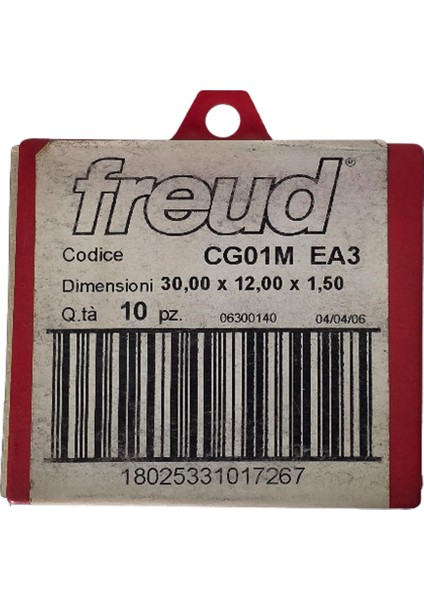 freud®
Codice CG01M EA3
Dimensioni 30,00 x 12,00 x 1,50
Q.tà 10 pz. 06300140 04/04/06
18025331017267